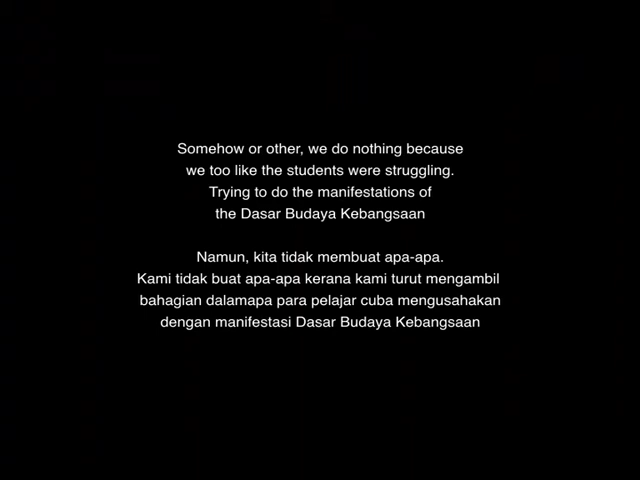 Somehow or other, we do nothing because
we too like the students were struggling.
Trying to do the manifestations of
the Dasar Budaya Kebangsaan
Namun, kita tidak membuat apa-apa.
Kami tidak buat apa-apa kerana kami turut mengambil
bahagian dalamapa para pelajar cuba mengusahakan
dengan manifestasi Dasar Budaya Kebangsaan